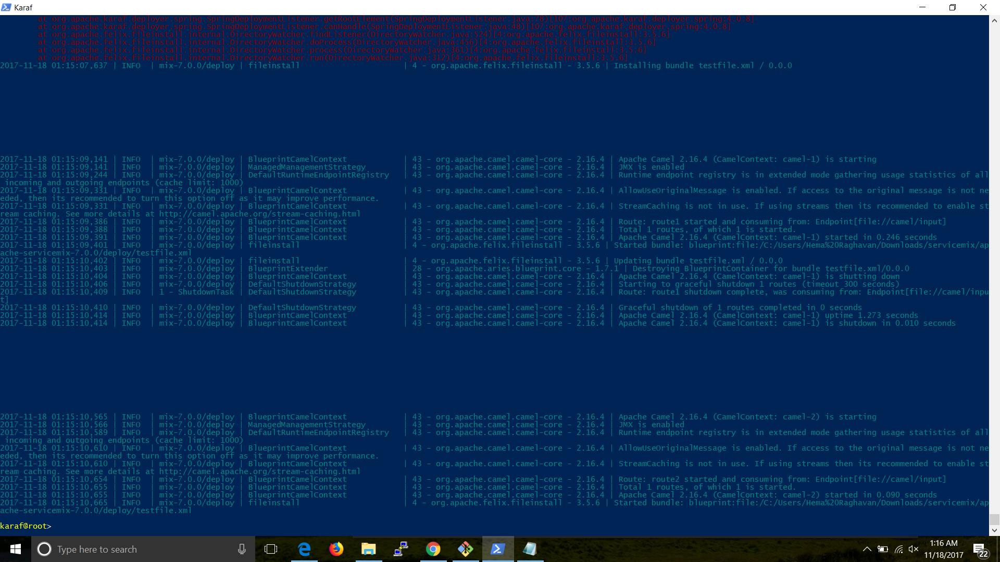 Karaf
at org.apache.karaf.deployer.spring.SpringDeploymentListener.getRootElement(SpringDeploymentListener.java:78)[107:org.apache.karaf.deployer.spring:4.0.8]
at org.apache.karaf.deployer.spring.SpringDeploymentListener.canHandle(SpringDeploymentListener.java:48)[107:org.apache.karaf.deployer.spring:4.0.8]
at org.apache.felix.fileinstall.internal.DirectoryWatcher.findListener(DirectoryWatcher.java:524)[4:org.apache.felix.fileinstall:3.5.6]
at org.apache.felix.fileinstall.internal.DirectoryWatcher.doProcess(DirectoryWatcher.java:456)[4:org.apache.felix.fileinstall:3.5.6]
at org.apache.felix.fileinstall.internal.DirectoryWatcher.process(DirectoryWatcher.java:361)[4:org.apache.felix.fileinstall:3.5.6]
at org.apache.felix.fileinstall.internal.DirectoryWatcher.run(DirectoryWatcher.java:312)[4:org.apache.felix.fileinstall:3.5.6]
2017-11-18 01:15:07,637 | INFO  | mix-7.0.0/deploy | fileinstall | 4 - org.apache.felix.fileinstall - 3.5.6 | Installing bundle testfile.xml / 0.0.0
2017-11-18 01:15:09,141 | INFO  | mix-7.0.0/deploy | BlueprintCamelContext | 43 - org.apache.camel.camel-core - 2.16.4 | Apache Camel 2.16.4 (CamelContext: camel-1) is starting
2017-11-18 01:15:09,141 | INFO  | mix-7.0.0/deploy | ManagedManagementStrategy | 43 - org.apache.camel.camel-core - 2.16.4 | JMX is enabled
2017-11-18 01:15:09,244 | INFO  | mix-7.0.0/deploy | DefaultRuntimeEndpointRegistry | 43 - org.apache.camel.camel-core - 2.16.4 | Runtime endpoint registry is in extended mode gathering usage statistics of all
incoming and outgoing endpoints (cache limit: 1000)
2017-11-18 01:15:09,331 | INFO  | mix-7.0.0/deploy | BlueprintCamelContext | 43 - org.apache.camel.camel-core - 2.16.4 | AllowUseOriginalMessage is enabled. If access to the original message is not ne
eded, then its recommended to turn this option off as it may improve performance.
2017-11-18 01:15:09,331 | INFO  | mix-7.0.0/deploy | BlueprintCamelContext | 43 - org.apache.camel.camel-core - 2.16.4 | StreamCaching is not in use. If using streams then its recommended to enable st
ream caching. See more details at http://camel.apache.org/stream-caching.html
2017-11-18 01:15:09,386 | INFO  | mix-7.0.0/deploy | BlueprintCamelContext | 43 - org.apache.camel.camel-core - 2.16.4 | Route: route1 started and consuming from: Endpoint[file://camel/input]
2017-11-18 01:15:09,388 | INFO  | mix-7.0.0/deploy | BlueprintCamelContext | 43 - org.apache.camel.camel-core - 2.16.4 | Total 1 routes, of which 1 is started.
2017-11-18 01:15:09,391 | INFO  | mix-7.0.0/deploy | BlueprintCamelContext | 43 - org.apache.camel.camel-core - 2.16.4 | Apache Camel 2.16.4 (CamelContext: camel-1) started in 0.246 seconds
2017-11-18 01:15:09,401 | INFO  | mix-7.0.0/deploy | fileinstall | 4 - org.apache.felix.fileinstall - 3.5.6 | Started bundle: blueprint:file:/C:/Users/Hema%20Raghavan/Downloads/servicemix/ap
ache-servicemix-7.0.0/deploy/testfile.xml
2017-11-18 01:15:10,402 | INFO  | mix-7.0.0/deploy | fileinstall | 4 - org.apache.felix.fileinstall - 3.5.6 | Updating bundle testfile.xml / 0.0.0
2017-11-18 01:15:10,403 | INFO  | mix-7.0.0/deploy | BlueprintExtender | 28 - org.apache.aries.blueprint.core - 1.7.1 | Destroying BlueprintContainer for bundle testfile.xml/0.0.0
2017-11-18 01:15:10,404 | INFO  | mix-7.0.0/deploy | BlueprintCamelContext | 43 - org.apache.camel.camel-core - 2.16.4 | Apache Camel 2.16.4 (CamelContext: camel-1) is shutting down
2017-11-18 01:15:10,406 | INFO  | mix-7.0.0/deploy | DefaultShutdownStrategy | 43 - org.apache.camel.camel-core - 2.16.4 | Starting to graceful shutdown 1 routes (timeout 300 seconds)
2017-11-18 01:15:10,409 | INFO  | 1 - ShutdownTask | DefaultShutdownStrategy | 43 - org.apache.camel.camel-core - 2.16.4 | Route: route1 shutdown complete, was consuming from: Endpoint[file://camel/inpu
t]
2017-11-18 01:15:10,410 | INFO  | mix-7.0.0/deploy | DefaultShutdownStrategy | 43 - org.apache.camel.camel-core - 2.16.4 | Graceful shutdown of 1 routes completed in 0 seconds
2017-11-18 01:15:10,414 | INFO  | mix-7.0.0/deploy | BlueprintCamelContext | 43 - org.apache.camel.camel-core - 2.16.4 | Apache Camel 2.16.4 (CamelContext: camel-1) uptime 1.273 seconds
2017-11-18 01:15:10,414 | INFO  | mix-7.0.0/deploy | BlueprintCamelContext | 43 - org.apache.camel.camel-core - 2.16.4 | Apache Camel 2.16.4 (CamelContext: camel-1) is shutdown in 0.010 seconds
2017-11-18 01:15:10,565 | INFO  | mix-7.0.0/deploy | BlueprintCamelContext | 43 - org.apache.camel.camel-core - 2.16.4 | Apache Camel 2.16.4 (CamelContext: camel-2) is starting
2017-11-18 01:15:10,566 | INFO  | mix-7.0.0/deploy | ManagedManagementStrategy | 43 - org.apache.camel.camel-core - 2.16.4 | JMX is enabled
2017-11-18 01:15:10,589 | INFO  | mix-7.0.0/deploy | DefaultRuntimeEndpointRegistry | 43 - org.apache.camel.camel-core - 2.16.4 | Runtime endpoint registry is in extended mode gathering usage statistics of all
incoming and outgoing endpoints (cache limit: 1000)
2017-11-18 01:15:10,610 | INFO  | mix-7.0.0/deploy | BlueprintCamelContext | 43 - org.apache.camel.camel-core - 2.16.4 | AllowUseOriginalMessage is enabled. If access to the original message is not ne
eded, then its recommended to turn this option off as it may improve performance.
2017-11-18 01:15:10,610 | INFO  | mix-7.0.0/deploy | BlueprintCamelContext | 43 - org.apache.camel.camel-core - 2.16.4 | StreamCaching is not in use. If using streams then its recommended to enable st
ream caching. See more details at http://camel.apache.org/stream-caching.html
2017-11-18 01:15:10,654 | INFO  | mix-7.0.0/deploy | BlueprintCamelContext | 43 - org.apache.camel.camel-core - 2.16.4 | Route: route2 started and consuming from: Endpoint[file://camel/input]
2017-11-18 01:15:10,655 | INFO  | mix-7.0.0/deploy | BlueprintCamelContext | 43 - org.apache.camel.camel-core - 2.16.4 | Total 1 routes, of which 1 is started.
2017-11-18 01:15:10,655 | INFO  | mix-7.0.0/deploy | BlueprintCamelContext | 43 - org.apache.camel.camel-core - 2.16.4 | Apache Camel 2.16.4 (CamelContext: camel-2) started in 0.090 seconds
2017-11-18 01:15:10,665 | INFO  | mix-7.0.0/deploy | fileinstall | 4 - org.apache.felix.fileinstall - 3.5.6 | Started bundle: blueprint:file:/C:/Users/Hema%20Raghavan/Downloads/servicemix/ap
ache-servicemix-7.0.0/deploy/testfile.xml
karaf@root>
Type here to search
1:16 AM
11/18/2017
22